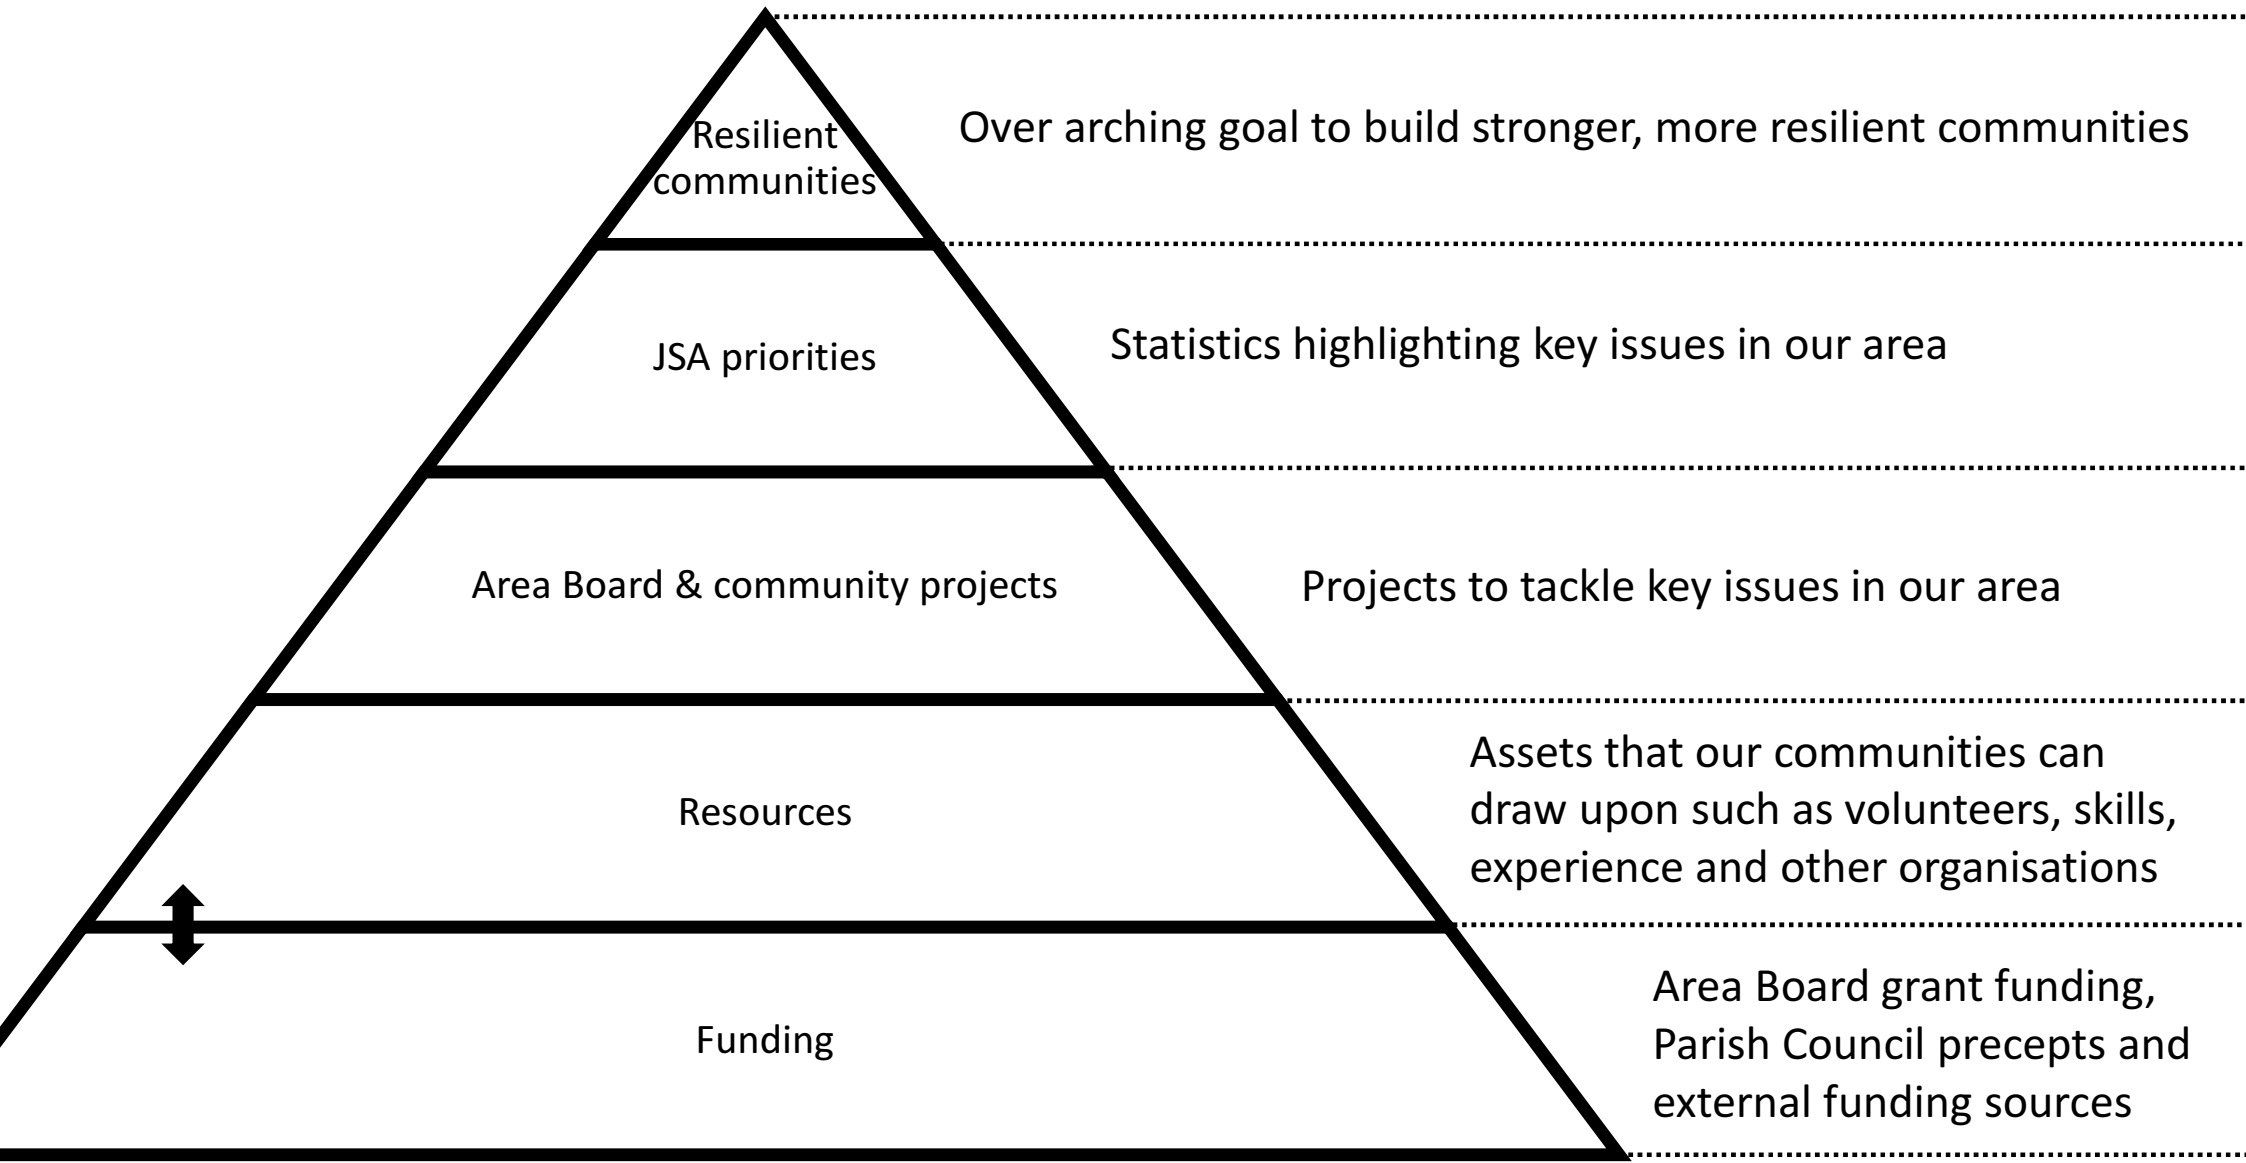 Resilient
communities
Over arching goal to build stronger, more resilient communities
JSA priorities
Statistics highlighting key issues in our area
Area Board & community projects
Projects to tackle key issues in our area
Resources
Assets that our communities can
draw upon such as volunteers, skills,
experience and other organisations
Funding
Area Board grant funding,
Parish Council precepts and
external funding sources